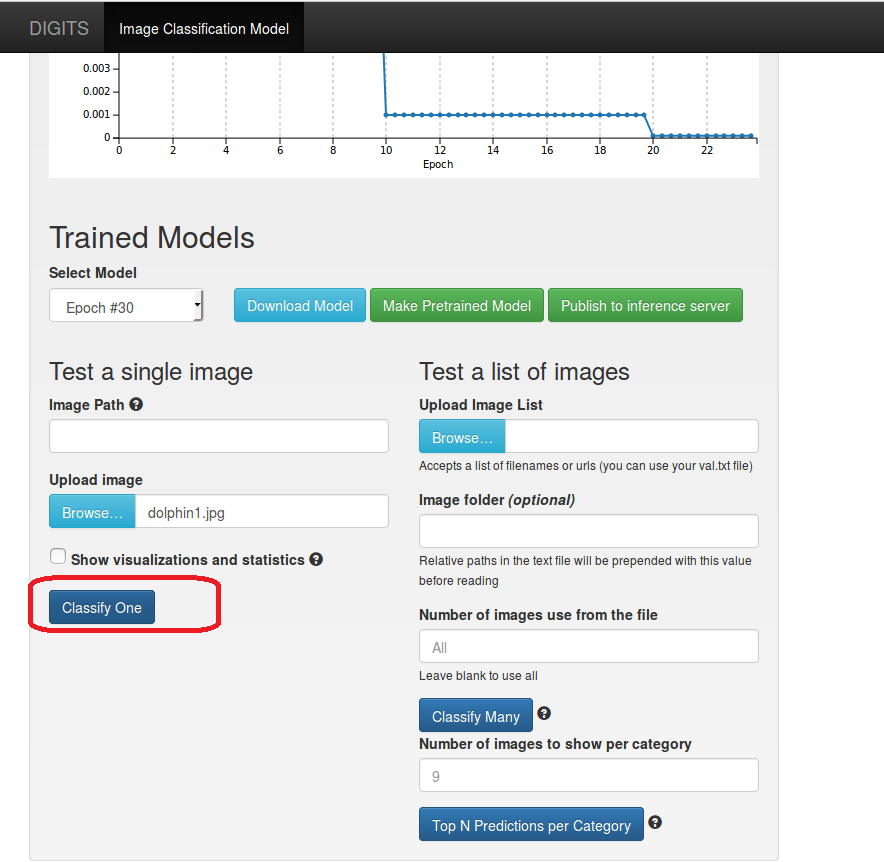 DIGITS Image Classification Model
0.003
0.002
0.001
0
0 2 4 6 8 10 12 14 16 18 20 22
Epoch
Trained Models
Select Model
Epoch #30 Download Model Make Pretrained Model Publish to inference server
Test a single image
Image Path ?
Upload image
Browse... dolphin1.jpg
Show visualizations and statistics ?
Classify One
Test a list of images
Upload Image List
Browse...
Accepts a list of filenames or urls (you can use your val.txt file)
Image folder (optional)
Relative paths in the text file will be prepended with this value
before reading
Number of images use from the file
All
Leave blank to use all
Classify Many ?
Number of images to show per category
9
Top N Predictions per Category ?